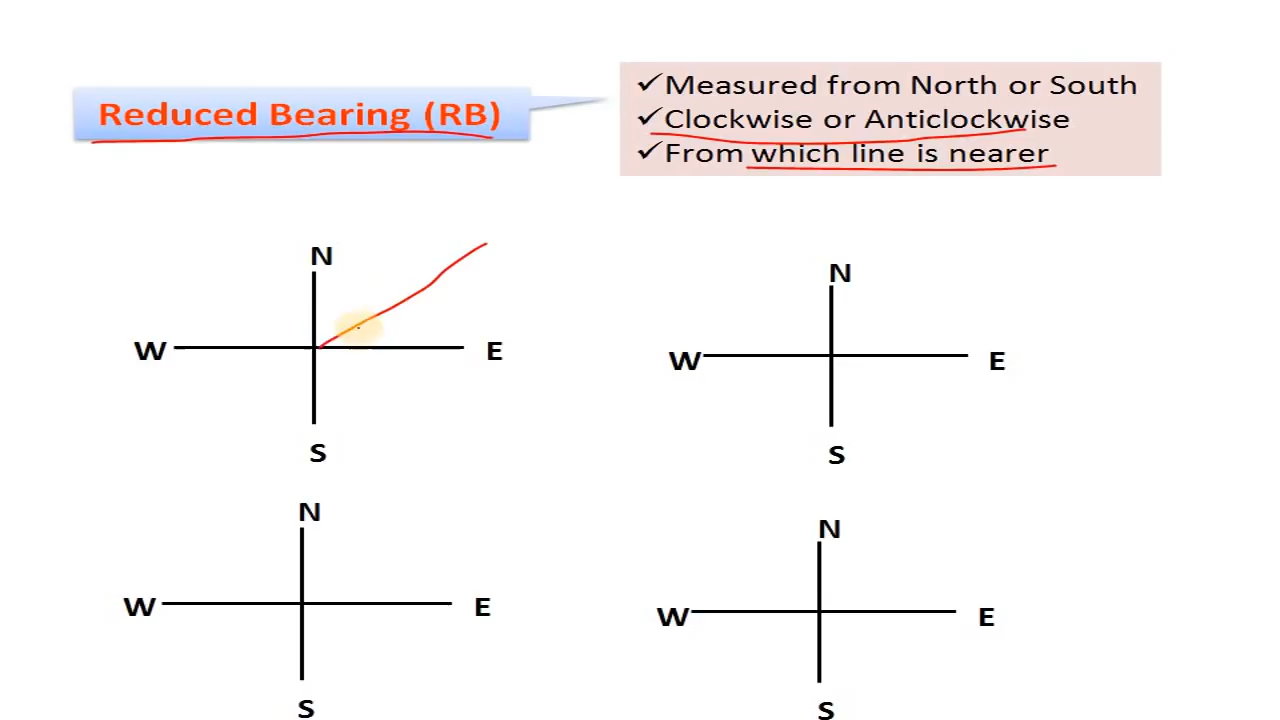 Reduced Bearing (RB)
✓Measured from North or South
✓Clockwise or Anticlockwise
✓From which line is nearer
N
W E
S
N
W E
S
N
W E
S
N
W E
S